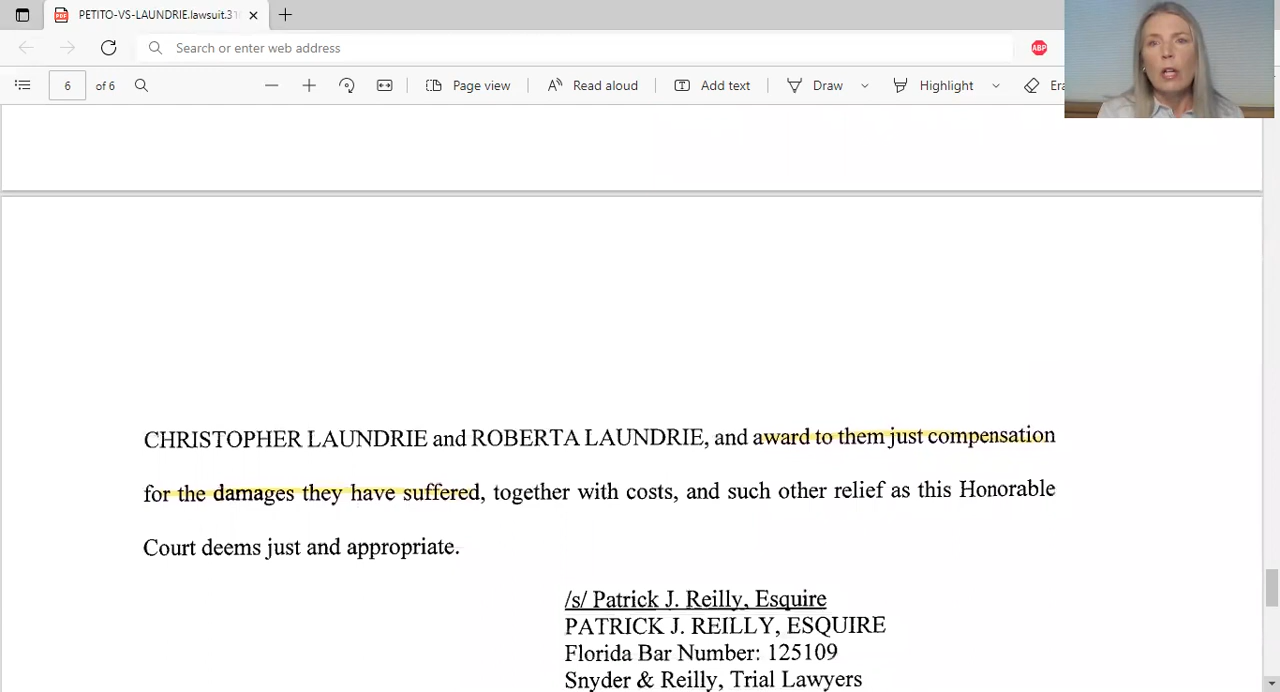 PETITO-VS-LAUNDRIE.lawsuit.31
Search or enter web address
ABP
6 of 6
Page view
Read aloud
Add text
Draw
Highlight
Era
CHRISTOPHER LAUNDRIE and ROBERTA LAUNDRIE, and award to them just compensation
for the damages they have suffered, together with costs, and such other relief as this Honorable
Court deems just and appropriate.
/s/ Patrick J. Reilly, Esquire
PATRICK J. REILLY, ESQUIRE
Florida Bar Number: 125109
Snyder & Reilly, Trial Lawyers